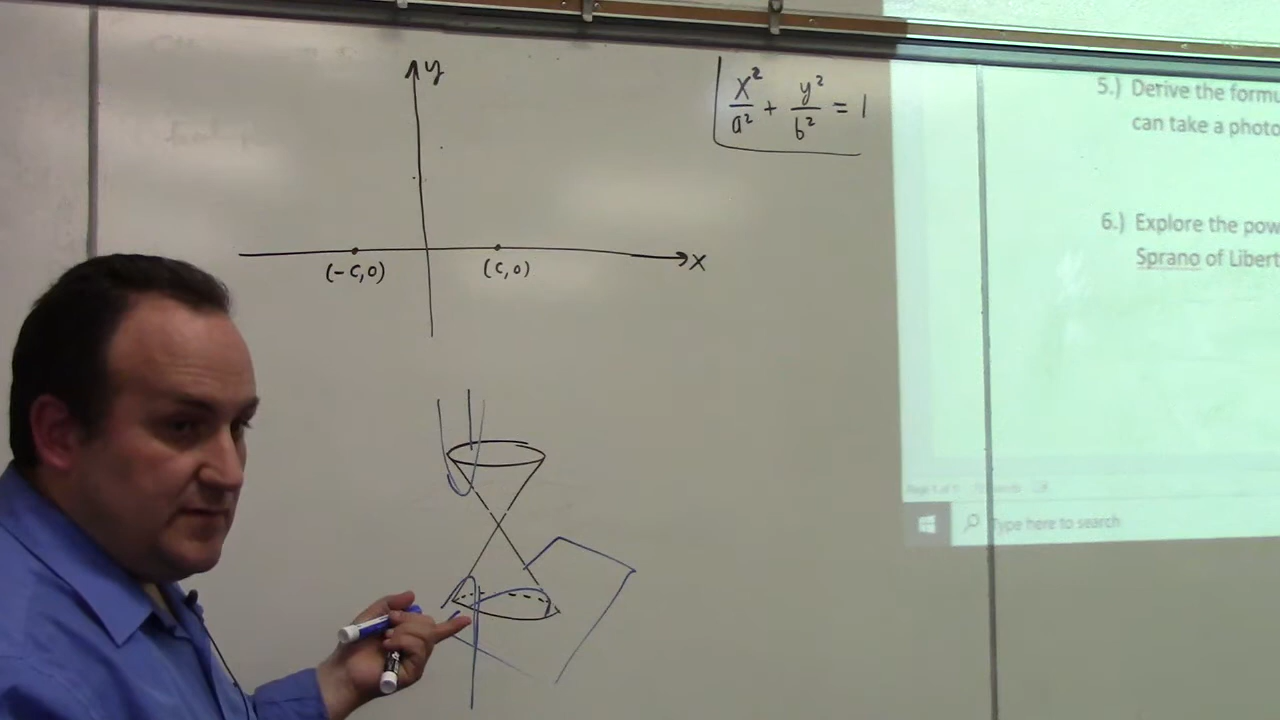 y
x²/a² + y²/b² = 1
(-c,0)
(c,0)
x
5.) Derive the formu
can take a photo
6.) Explore the pow
Sprano of Libert
Type here to search